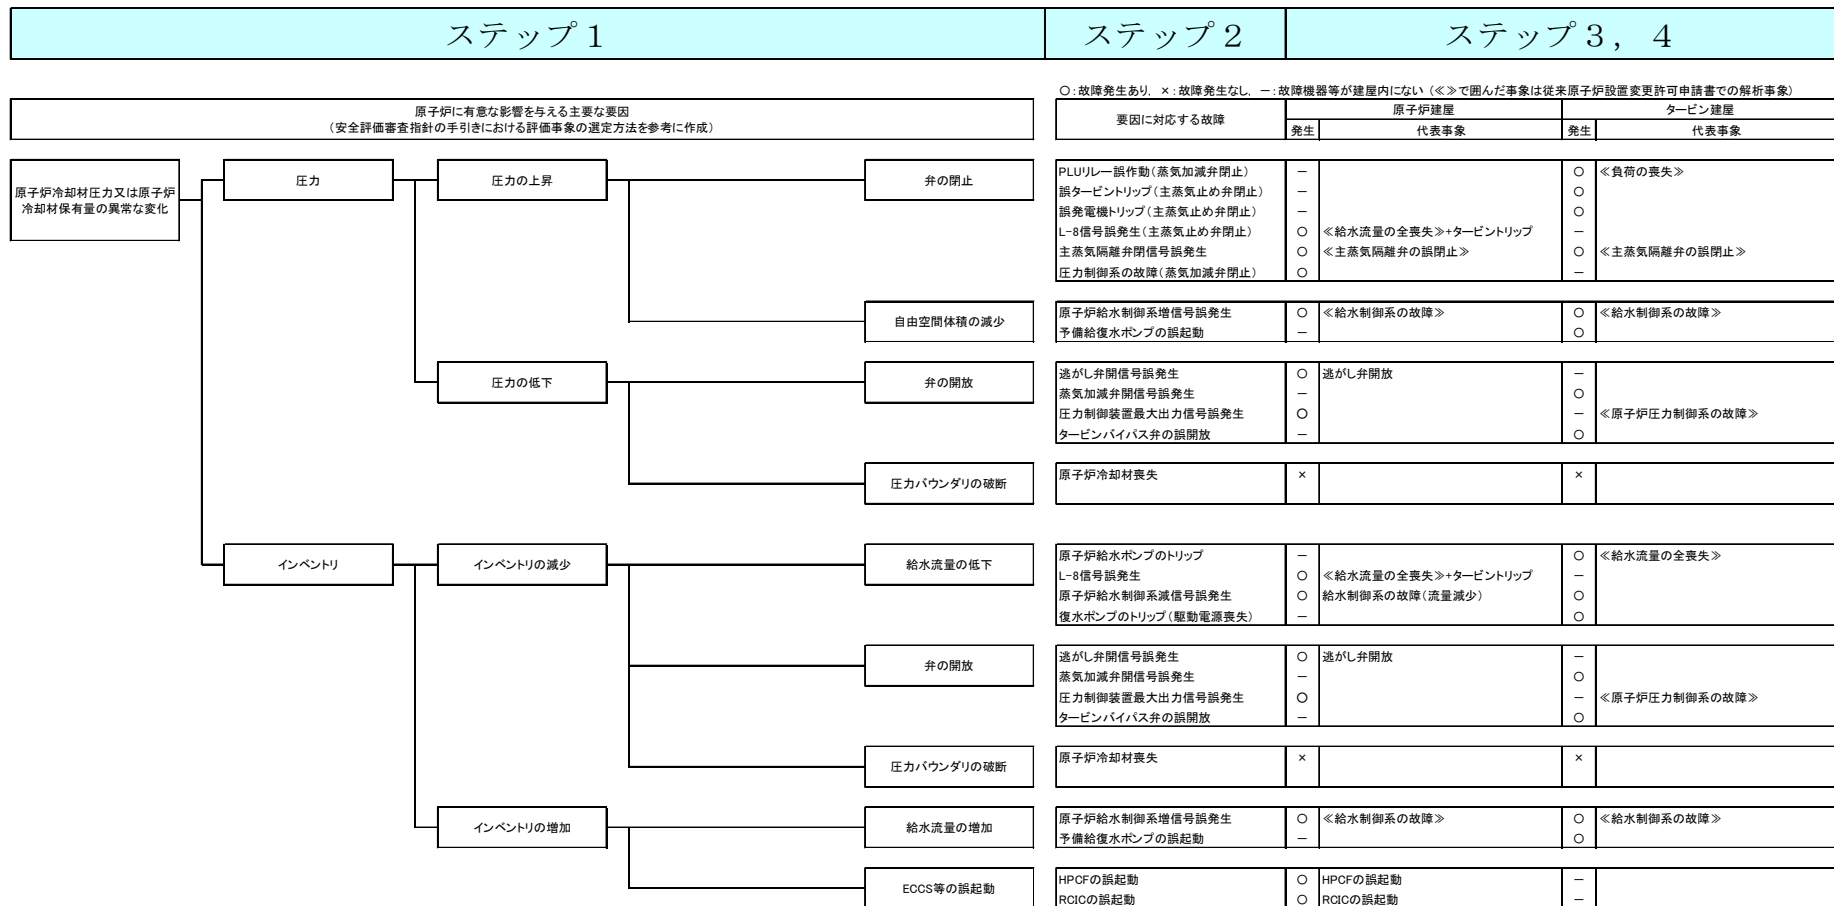 ステップ1
ステップ2
ステップ3，4
○：故障発生あり，×：故障発生なし，－：故障機器等が建屋内にない（≪≫で囲んだ事象は従来原子炉設置変更許可申請書での解析事象）
原子炉に有意な影響を与える主要な要因
（安全評価審査指針の手引きにおける評価事象の選定方法を参考に作成）
要因に対応する故障
原子炉建屋
タービン建屋
発生 代表事象 発生 代表事象
原子炉冷却材圧力又は原子炉
冷却材保有量の異常な変化
圧力
圧力の上昇
弁の閉止
PLUリレー誤作動（蒸気加減弁閉止） － ○ ≪負荷の喪失≫
誤タービントリップ（主蒸気止め弁閉止） － ○
誤発電機トリップ（主蒸気止め弁閉止） － ○
L-8信号誤発生（主蒸気止め弁閉止） ○ ≪給水流量の全喪失≫+タービントリップ －
主蒸気隔離弁閉信号誤発生 ○ ≪主蒸気隔離弁の誤閉止≫ ○ ≪主蒸気隔離弁の誤閉止≫
圧力制御系の故障（蒸気加減弁閉止） ○ －
自由空間体積の減少
原子炉給水制御系増信号誤発生 ○ ≪給水制御系の故障≫ ○ ≪給水制御系の故障≫
予備給復水ポンプの誤起動 － ○
圧力の低下
弁の開放
逃がし弁開信号誤発生 ○ 逃がし弁開放 －
蒸気加減弁開信号誤発生 － ○
圧力制御装置最大出力信号誤発生 ○ － ≪原子炉圧力制御系の故障≫
タービンバイパス弁の誤開放 － ○
圧力バウンダリの破断
原子炉冷却材喪失 × ×
インベントリ
インベントリの減少
給水流量の低下
原子炉給水ポンプのトリップ － ○ ≪給水流量の全喪失≫
L-8信号誤発生 ○ ≪給水流量の全喪失≫+タービントリップ －
原子炉給水制御系減信号誤発生 ○ 給水制御系の故障（流量減少） ○
復水ポンプのトリップ（駆動電源喪失） － ○
弁の開放
逃がし弁開信号誤発生 ○ 逃がし弁開放 －
蒸気加減弁開信号誤発生 － ○
圧力制御装置最大出力信号誤発生 ○ － ≪原子炉圧力制御系の故障≫
タービンバイパス弁の誤開放 － ○
圧力バウンダリの破断
原子炉冷却材喪失 × ×
インベントリの増加
給水流量の増加
原子炉給水制御系増信号誤発生 ○ ≪給水制御系の故障≫ ○ ≪給水制御系の故障≫
予備給復水ポンプの誤起動 － ○
ECCS等の誤起動
HPCFの誤起動 ○ HPCFの誤起動 －
RCICの誤起動 ○ RCICの誤起動 －